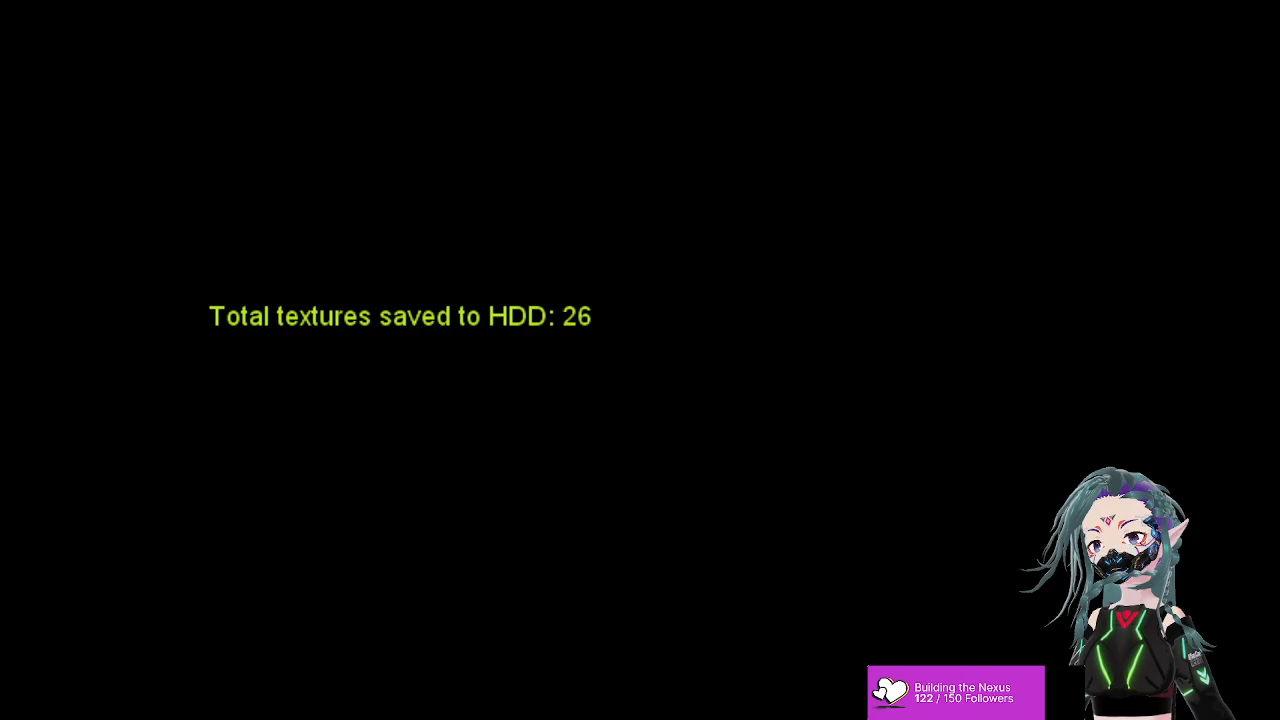 Total textures saved to HDD: 26
Building the Nexus
122 / 150 Followers